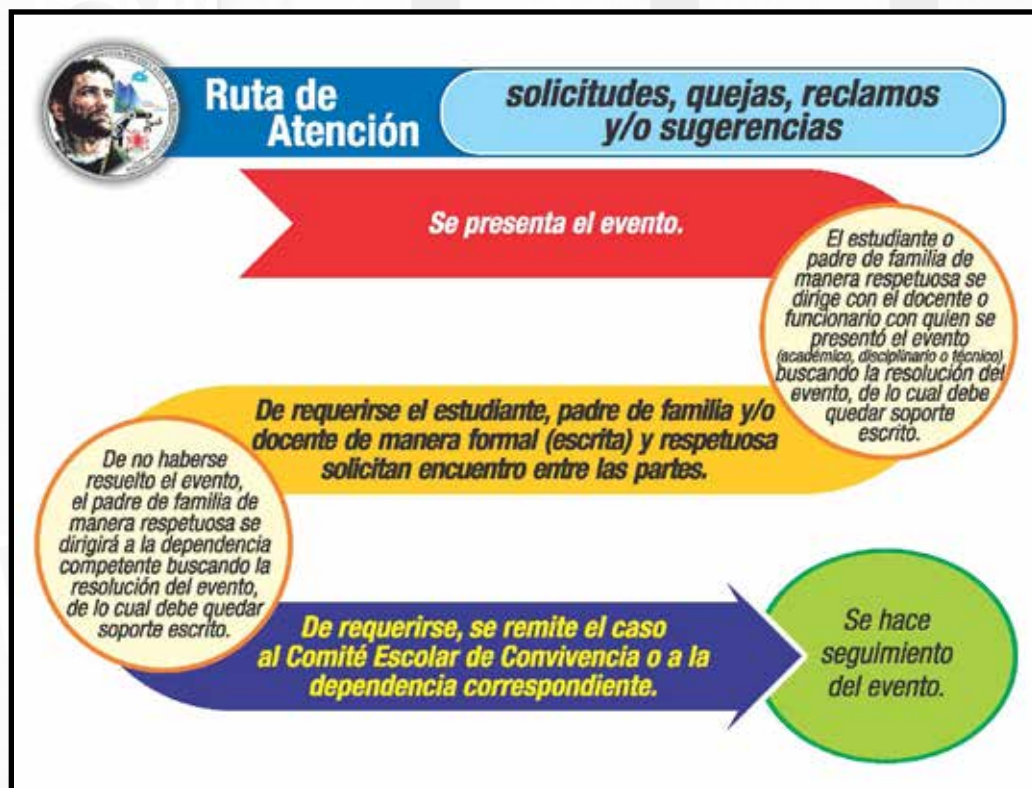 Ruta de
Atención
solicitudes, quejas, reclamos
y/o sugerencias
Se presenta el evento.
El estudiante o
padre de familia de
manera respetuosa se
dirige con el docente o
funcionario con quien se
presentó el evento
(académico, disciplinario o técnico)
buscando la resolución del
evento, de lo cual debe
quedar soporte
escrito.
De requerirse el estudiante, padre de familia y/o
docente de manera formal (escrita) y respetuosa
solicitan encuentro entre las partes.
De no haberse
resuelto el evento,
el padre de familia de
manera respetuosa se
dirigirá a la dependencia
competente buscando la
resolución del evento,
de lo cual debe quedar
soporte escrito.
De requerirse, se remite el caso
al Comité Escolar de Convivencia o a la
dependencia correspondiente.
Se hace
seguimiento
del evento.